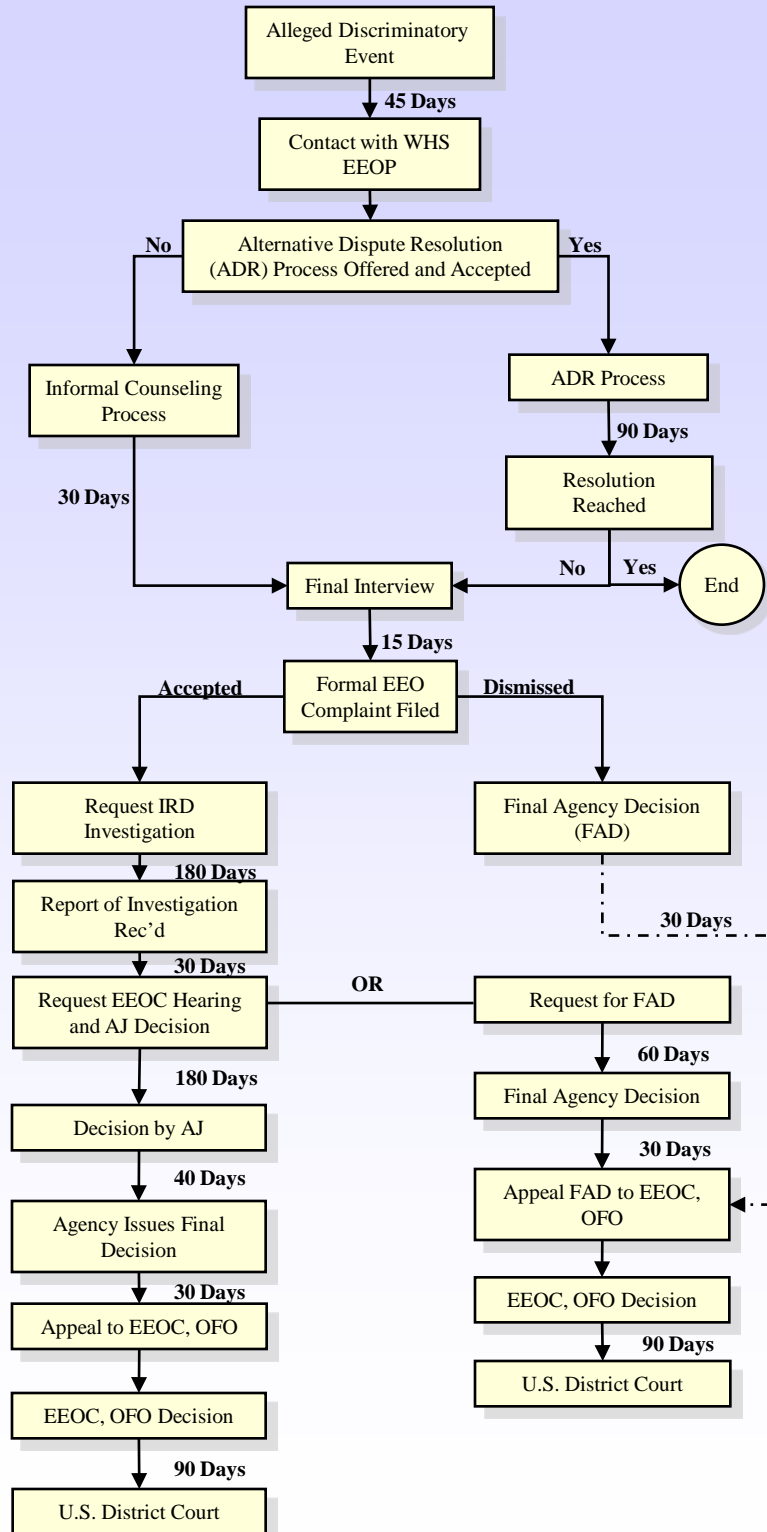 Alleged Discriminatory
Event
45 Days
Contact with WHS
EEOP
No
Alternative Dispute Resolution
(ADR) Process Offered and Accepted
Yes
Informal Counseling
Process
ADR Process
90 Days
30 Days
Resolution
Reached
Final Interview
No
Yes
End
15 Days
Accepted
Formal EEO
Complaint Filed
Dismissed
Request IRD
Investigation
Final Agency Decision
(FAD)
180 Days
Report of Investigation
Rec’d
30 Days
30 Days
Request EEOC Hearing
and AJ Decision
OR
Request for FAD
180 Days
60 Days
Decision by AJ
Final Agency Decision
40 Days
30 Days
Agency Issues Final
Decision
Appeal FAD to EEOC,
OFO
30 Days
Appeal to EEOC, OFO
EEOC, OFO Decision
90 Days
EEOC, OFO Decision
U.S. District Court
90 Days
U.S. District Court